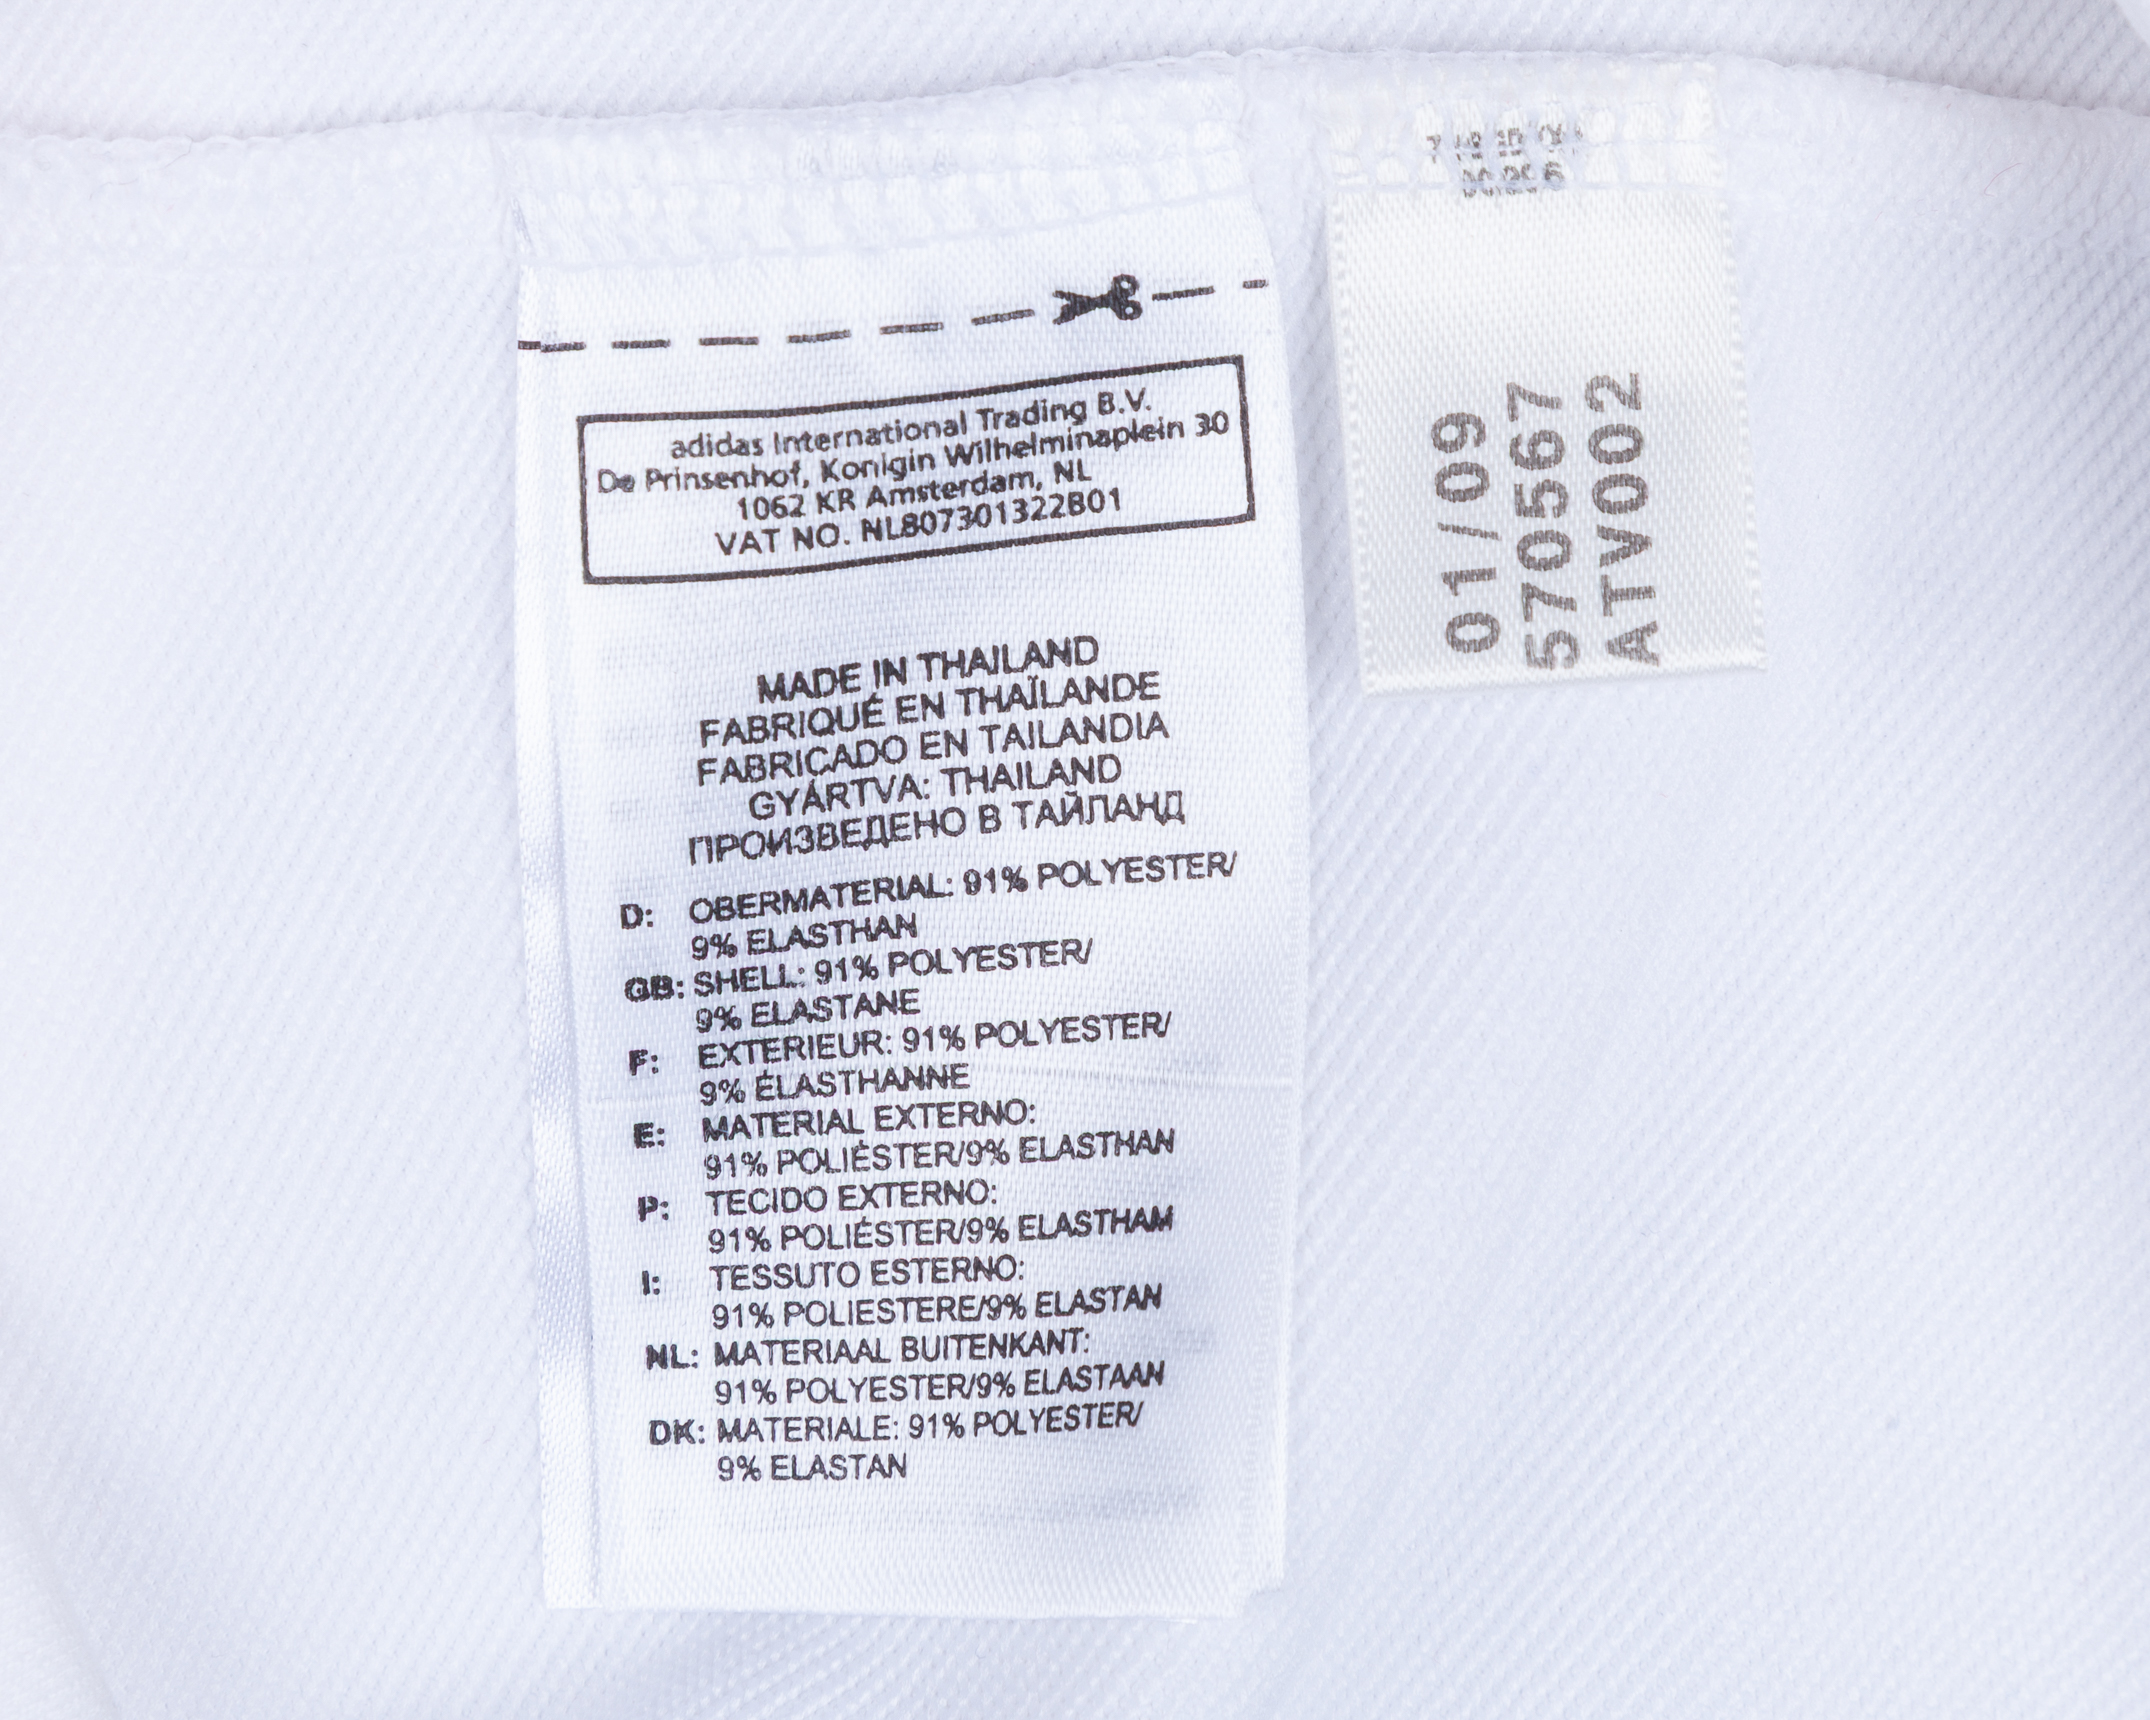 adidas International Trading B.V.
De Prinsenhof, Konigin Wilhelminaplein 30
1062 KR Amsterdam, NL
VAT NO. NL807301322B01
MADE IN THAILAND
FABRIQUÉ EN THAÏLANDE
FABRICADO EN TAILANDIA
GYÁRTVA: THAILAND
ПРОИЗВЕДЕНО В ТАЙЛАНД
D: OBERMATERIAL: 91% POLYESTER/
9% ELASTHAN
GB: SHELL: 91% POLYESTER/
9% ELASTANE
F: EXTERIEUR: 91% POLYESTER/
9% ÉLASTHANNE
E: MATERIAL EXTERNO:
91% POLIÉSTER/9% ELASTHAN
P: TECIDO EXTERNO:
91% POLIÉSTER/9% ELASTHAM
I: TESSUTO ESTERNO:
91% POLIESTERE/9% ELASTAN
NL: MATERIAAL BUITENKANT:
91% POLYESTER/9% ELASTAAN
DK: MATERIALE: 91% POLYESTER/
9% ELASTAN
01/09
570567
ATV002